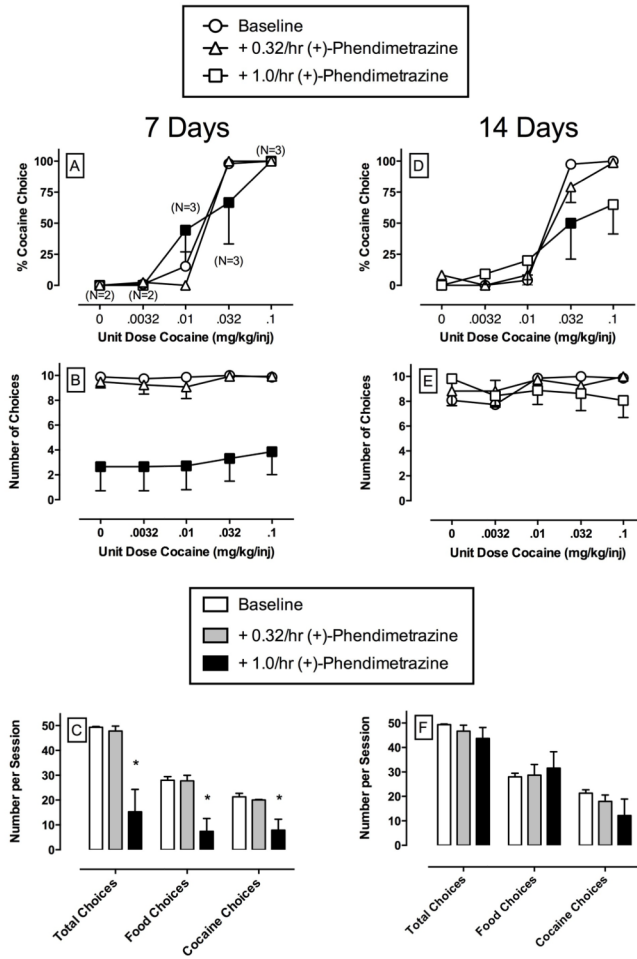 Baseline
+ 0.32/hr (+)-Phendimetrazine
+ 1.0/hr (+)-Phendimetrazine
7 Days
14 Days
A
% Cocaine Choice
100
75
50
25
0
(N=2)
(N=2)
(N=3)
(N=3)
(N=3)
0 .0032 .01 .032 .1
Unit Dose Cocaine (mg/kg/inj)
D
% Cocaine Choice
100
75
50
25
0
0 .0032 .01 .032 .1
Unit Dose Cocaine (mg/kg/inj)
B
Number of Choices
10
8
6
4
2
0
0 .0032 .01 .032 .1
Unit Dose Cocaine (mg/kg/inj)
E
Number of Choices
10
8
6
4
2
0
0 .0032 .01 .032 .1
Unit Dose Cocaine (mg/kg/inj)
Baseline
+ 0.32/hr (+)-Phendimetrazine
+ 1.0/hr (+)-Phendimetrazine
C
Number per Session
50
40
30
20
10
0
*
*
*
Total Choices
Food Choices
Cocaine Choices
F
Number per Session
50
40
30
20
10
0
Total Choices
Food Choices
Cocaine Choices